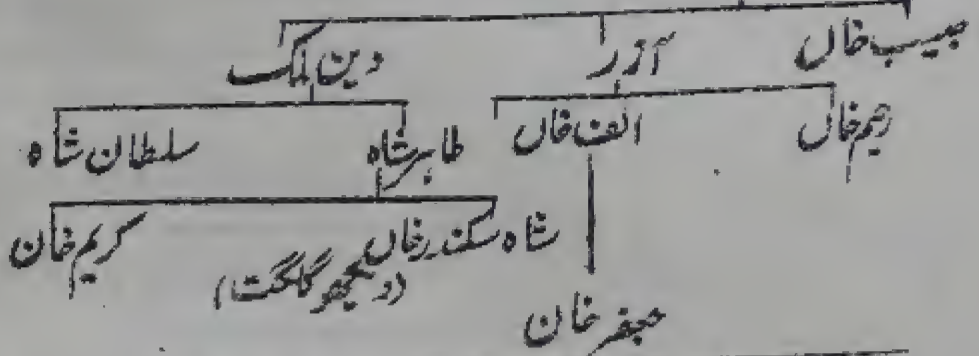 حبیب خاں آزر دین ملک
رحیم خاں الف خاں طاہر شاہ سلطان شاہ
شاہ سکندر خاں کریم خان
(دیکھو گلگت)
جعفر خان